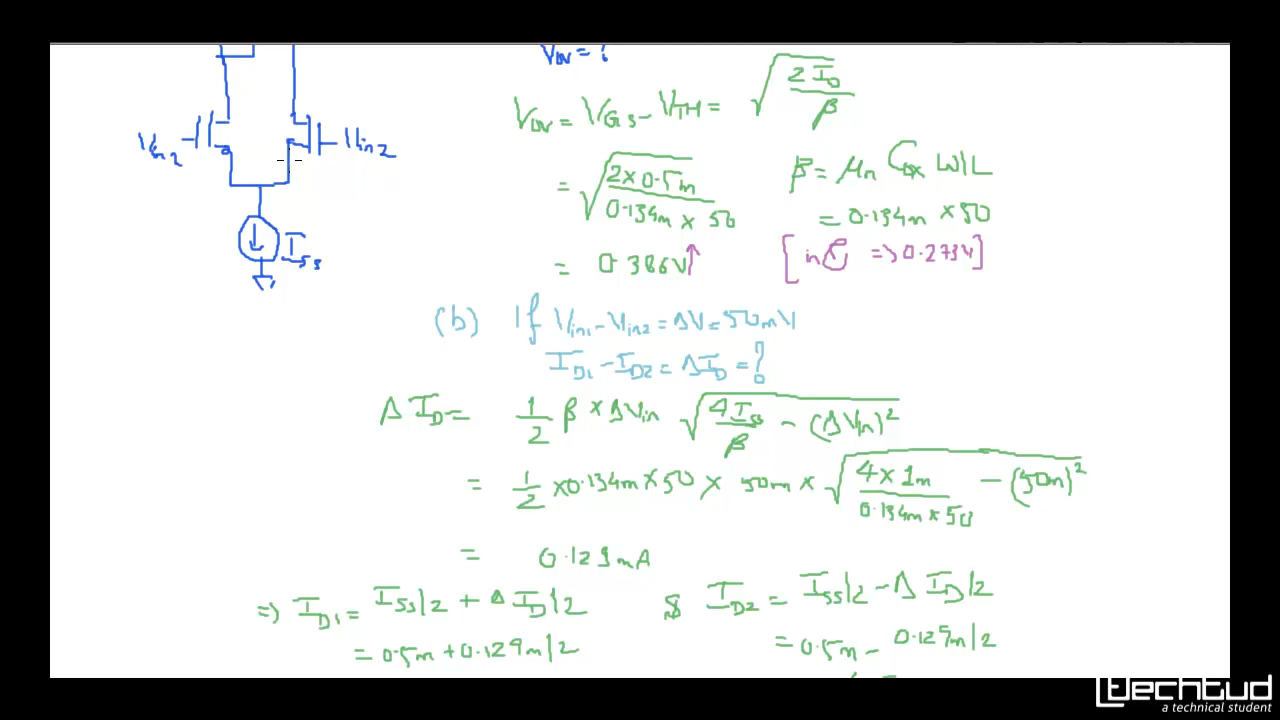 VOV = ?
VOV = VGS - VTH = √(2ID/β)
Vin2
Vin2
ISS
= √(2×0.5m/0.134m × 50)
β = μn Cox W/L
= 0.134m × 50
= 0.386V↑
[in => 0.273V]
(b) If Vin1 - Vin2 = ΔV = 50mV
ID1 - ID2 = ΔID = ?
ΔID = 1/2 β × ΔVin √(4ISS/β - (ΔVin)²)
= 1/2 × 0.134m × 50 × 50m × √(4 × 1m/0.134m × 50 - (50m)²)
= 0.129mA
=> ID1 = ISS/2 + ΔID/2 & ID2 = ISS/2 - ΔID/2
= 0.5m + 0.129m/2
= 0.5m - 0.129m/2
techtud
a technical student